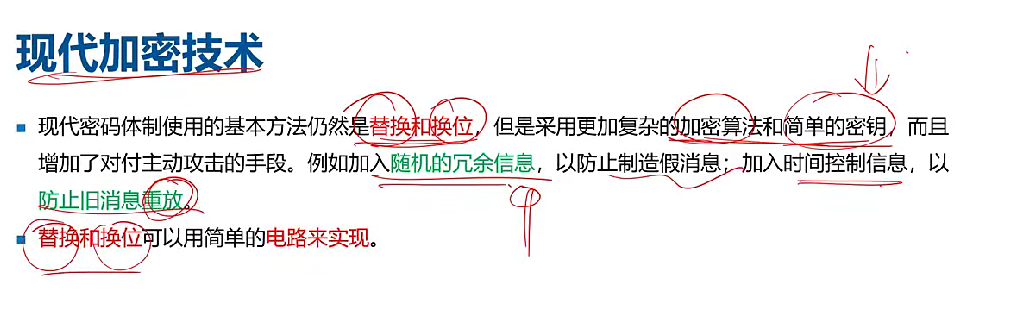 现代加密技术
现代密码体制使用的基本方法仍然是替换和换位，但是采用更加复杂的加密算法和简单的密钥，而且
增加了对付主动攻击的手段。例如加入随机的冗余信息，以防止制造假消息；加入时间控制信息，以
防止旧消息重放。
替换和换位可以用简单的电路来实现。